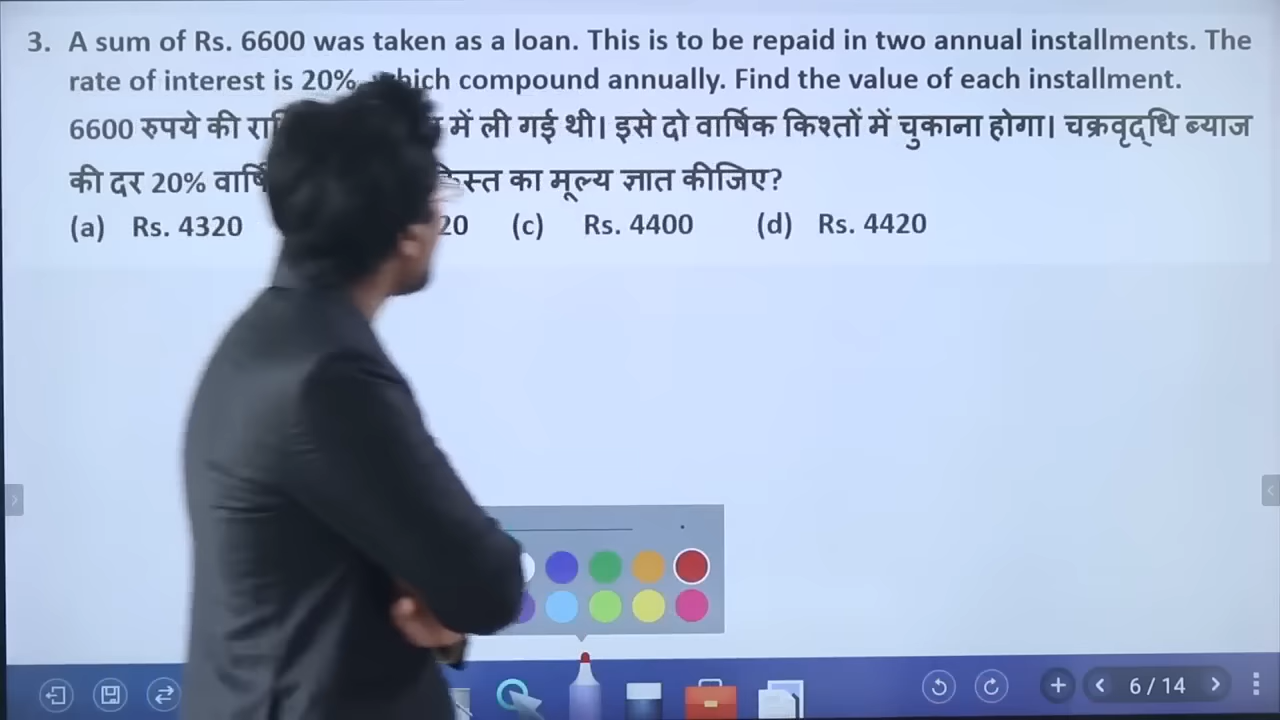 3. A sum of Rs. 6600 was taken as a loan. This is to be repaid in two annual installments. The
rate of interest is 20% which compound annually. Find the value of each installment.
6600 रुपये की में ली गई थी। इसे दो वार्षिक किश्तों में चुकाना होगा। चक्रवृद्धि ब्याज
की दर 20% का मूल्य ज्ञात कीजिए?
(a) Rs. 4320 (c) Rs. 4400 (d) Rs. 4420
6 / 14